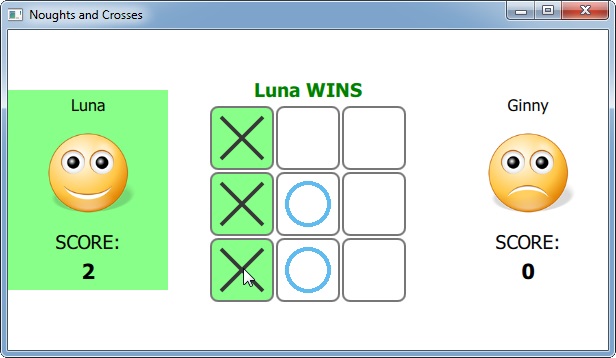 Noughts and Crosses
Luna WINS
Luna
Ginny
SCORE:
2
SCORE:
0